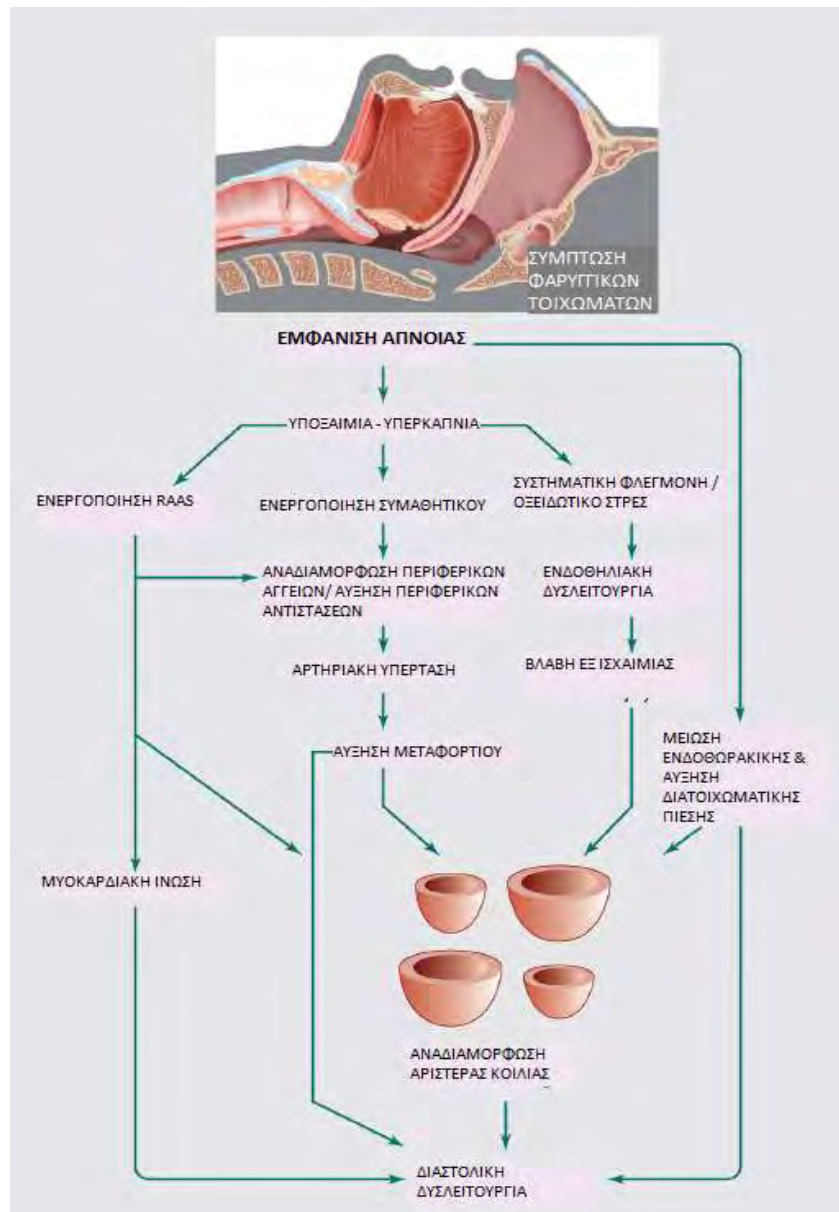 ΣΥΜΠΤΩΣΗ
ΦΑΡΥΓΓΙΚΩΝ
ΤΟΙΧΩΜΑΤΩΝ
ΕΜΦΑΝΙΣΗ ΑΠΝΟΙΑΣ
ΥΠΟΞΑΙΜΙΑ - ΥΠΕΡΚΑΠΝΙΑ
ΕΝΕΡΓΟΠΟΙΗΣΗ RAAS
ΕΝΕΡΓΟΠΟΙΗΣΗ ΣΥΜΑΘΗΤΙΚΟΥ
ΣΥΣΤΗΜΑΤΙΚΗ ΦΛΕΓΜΟΝΗ /
ΟΞΕΙΔΩΤΙΚΟ ΣΤΡΕΣ
ΑΝΑΔΙΑΜΟΡΦΩΣΗ ΠΕΡΙΦΕΡΙΚΩΝ
ΑΓΓΕΙΩΝ/ ΑΥΞΗΣΗ ΠΕΡΙΦΕΡΙΚΩΝ
ΑΝΤΙΣΤΑΣΕΩΝ
ΕΝΔΟΘΗΛΙΑΚΗ
ΔΥΣΛΕΙΤΟΥΡΓΙΑ
ΑΡΤΗΡΙΑΚΗ ΥΠΕΡΤΑΣΗ
ΒΛΑΒΗ ΕΞ ΙΣΧΑΙΜΙΑΣ
ΑΥΞΗΣΗ ΜΕΤΑΦΟΡΤΙΟΥ
ΜΕΙΩΣΗ
ΕΝΔΟΘΩΡΑΚΙΚΗΣ &
ΑΥΞΗΣΗ
ΔΙΑΤΟΙΧΩΜΑΤΙΚΗΣ
ΠΙΕΣΗΣ
ΜΥΟΚΑΡΔΙΑΚΗ ΙΝΩΣΗ
ΑΝΑΔΙΑΜΟΡΦΩΣΗ
ΑΡΙΣΤΕΡΑΣ ΚΟΙΛΙΑΣ
ΔΙΑΣΤΟΛΙΚΗ
ΔΥΣΛΕΙΤΟΥΡΓΙΑ